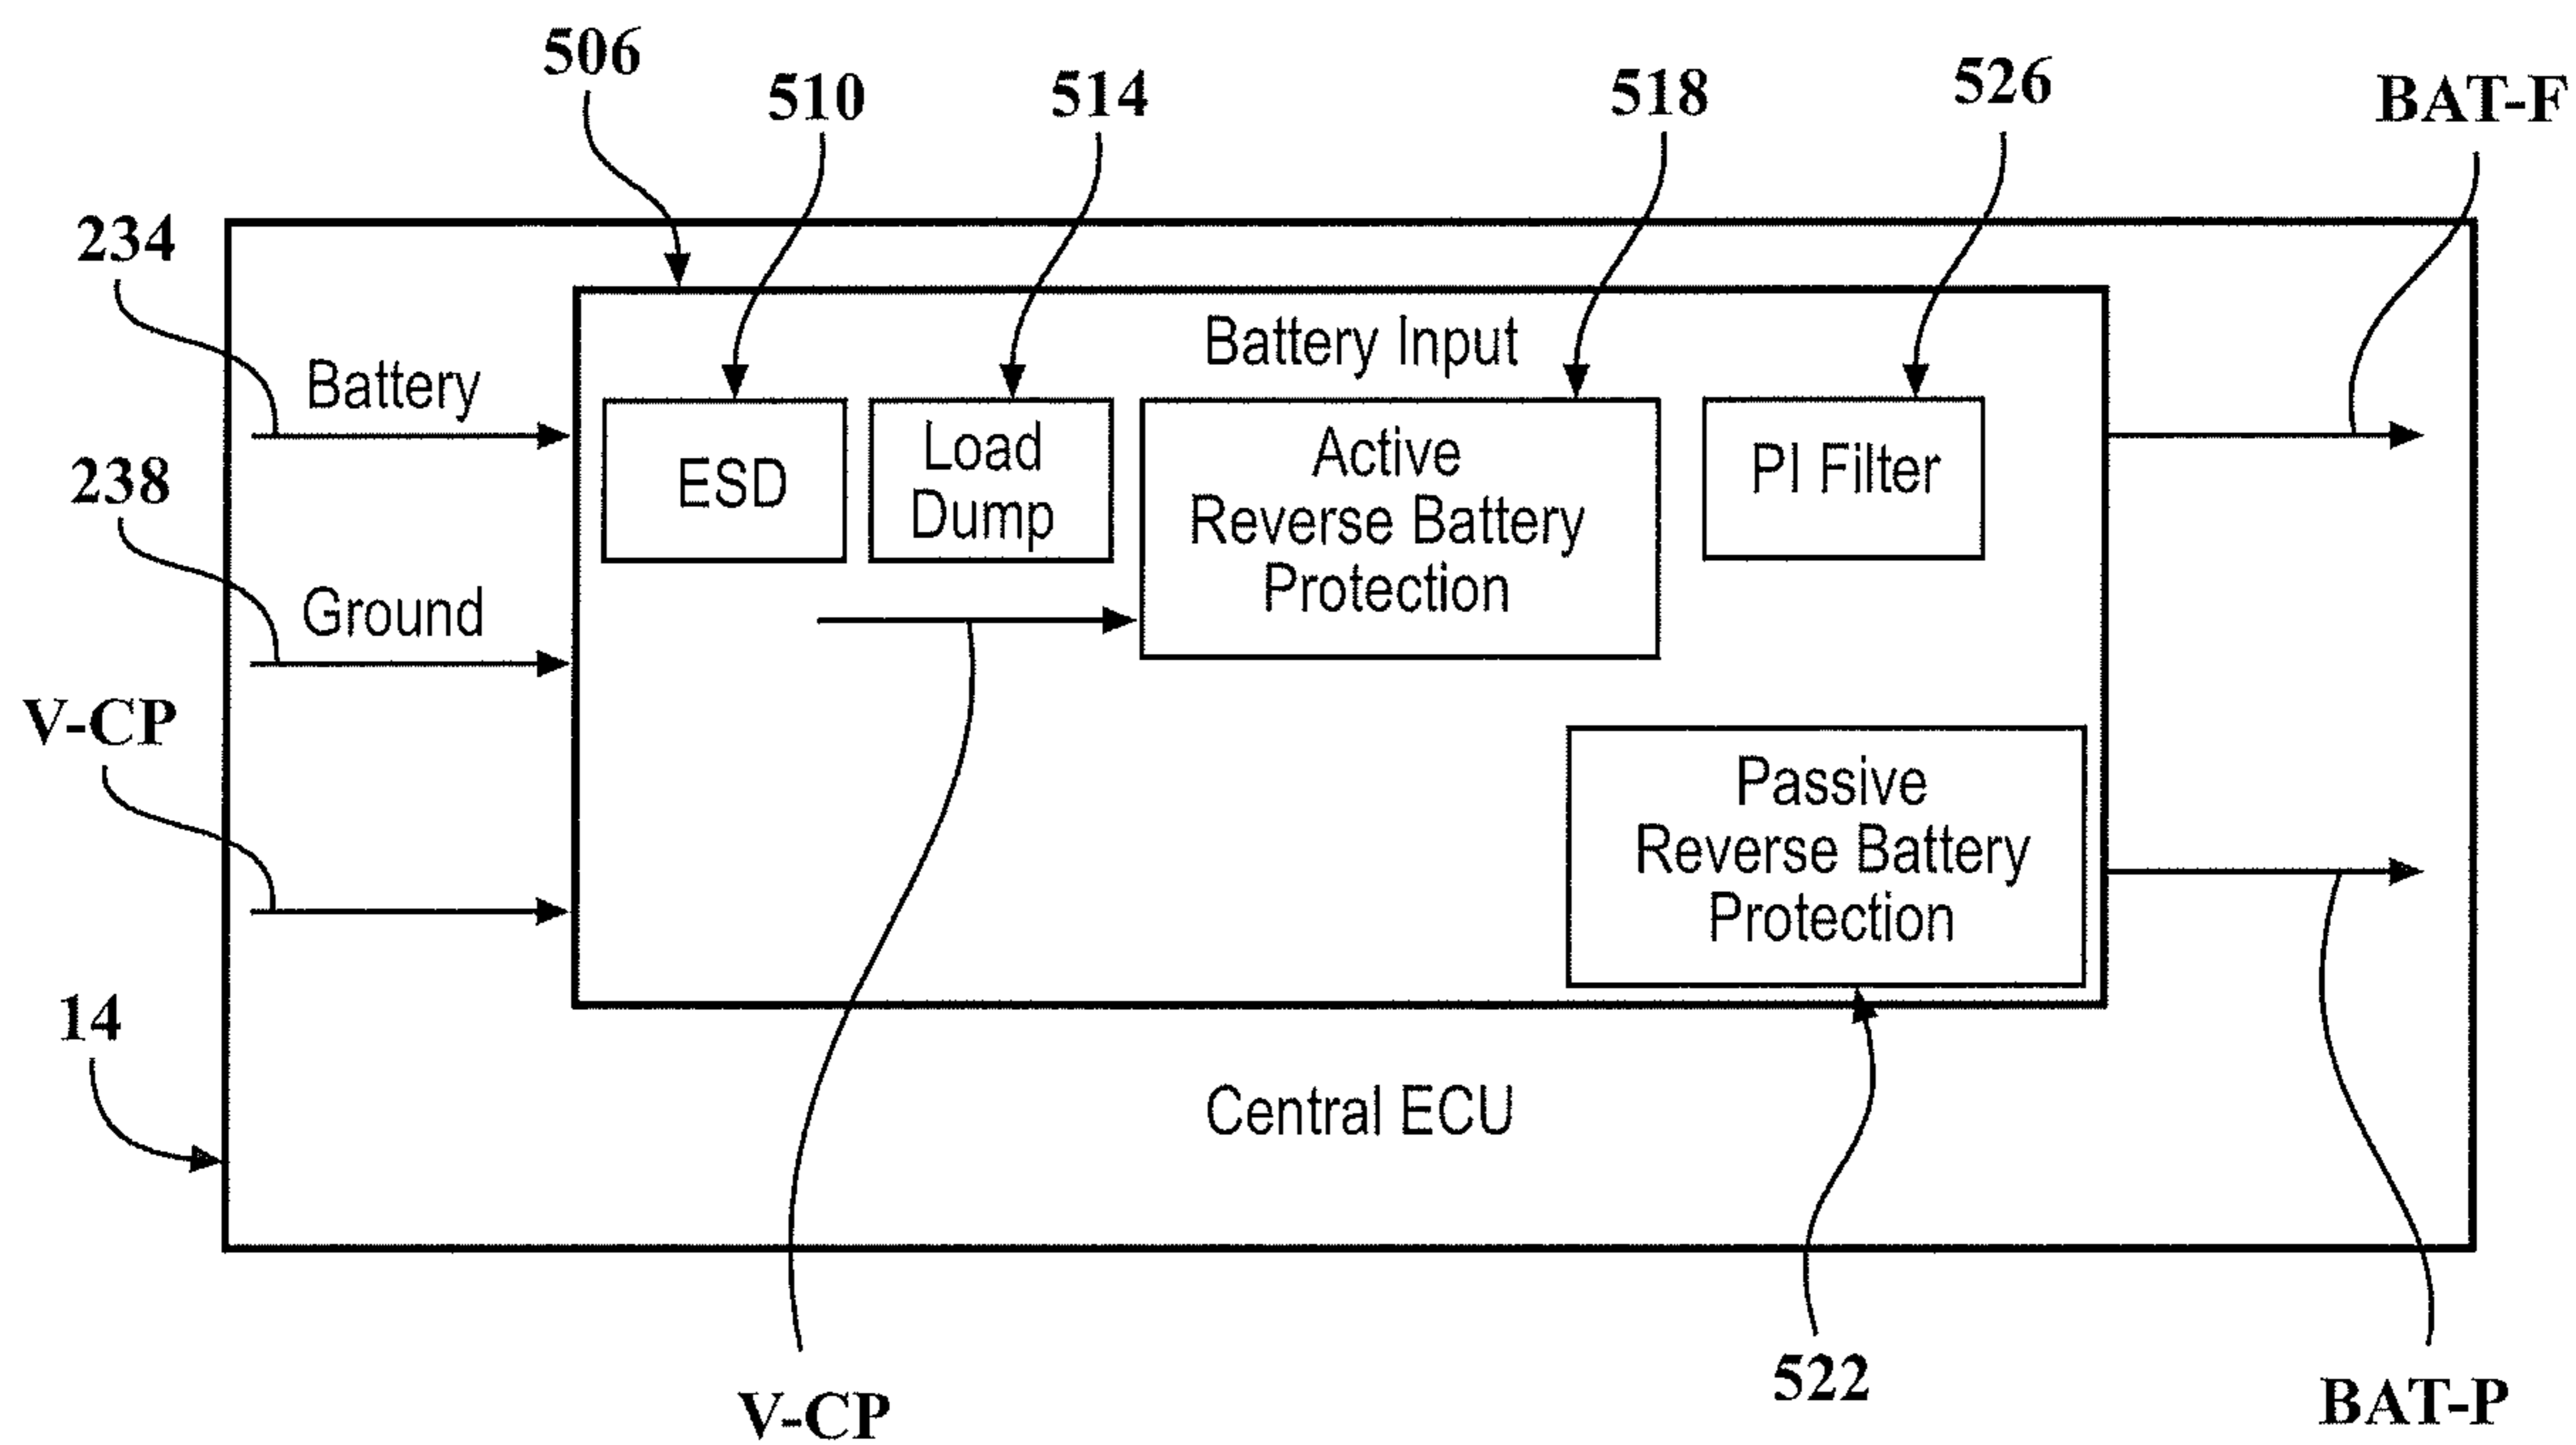 506
510
514
518
526
BAT-F
234
Battery Input
Battery
ESD
Load
Dump
Active
Reverse Battery
Protection
PI Filter
238
Ground
V-CP
Passive
Reverse Battery
Protection
14
Central ECU
V-CP
522
BAT-P